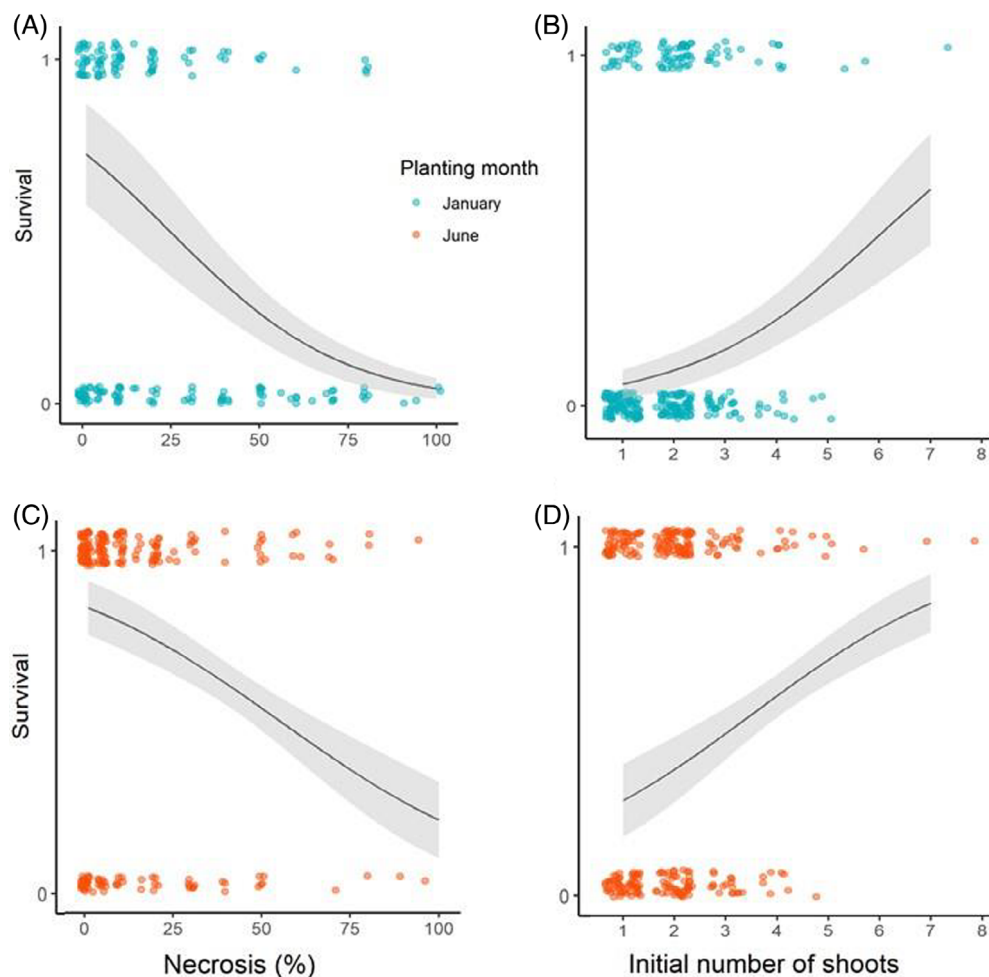 (A)
(B)
1
1
Planting month
January
June
Survival
0
0
0 25 50 75 100
1 2 3 4 5 6 7 8
(C)
(D)
1
1
Survival
0
0
0 25 50 75 100
1 2 3 4 5 6 7 8
Necrosis (%)
Initial number of shoots